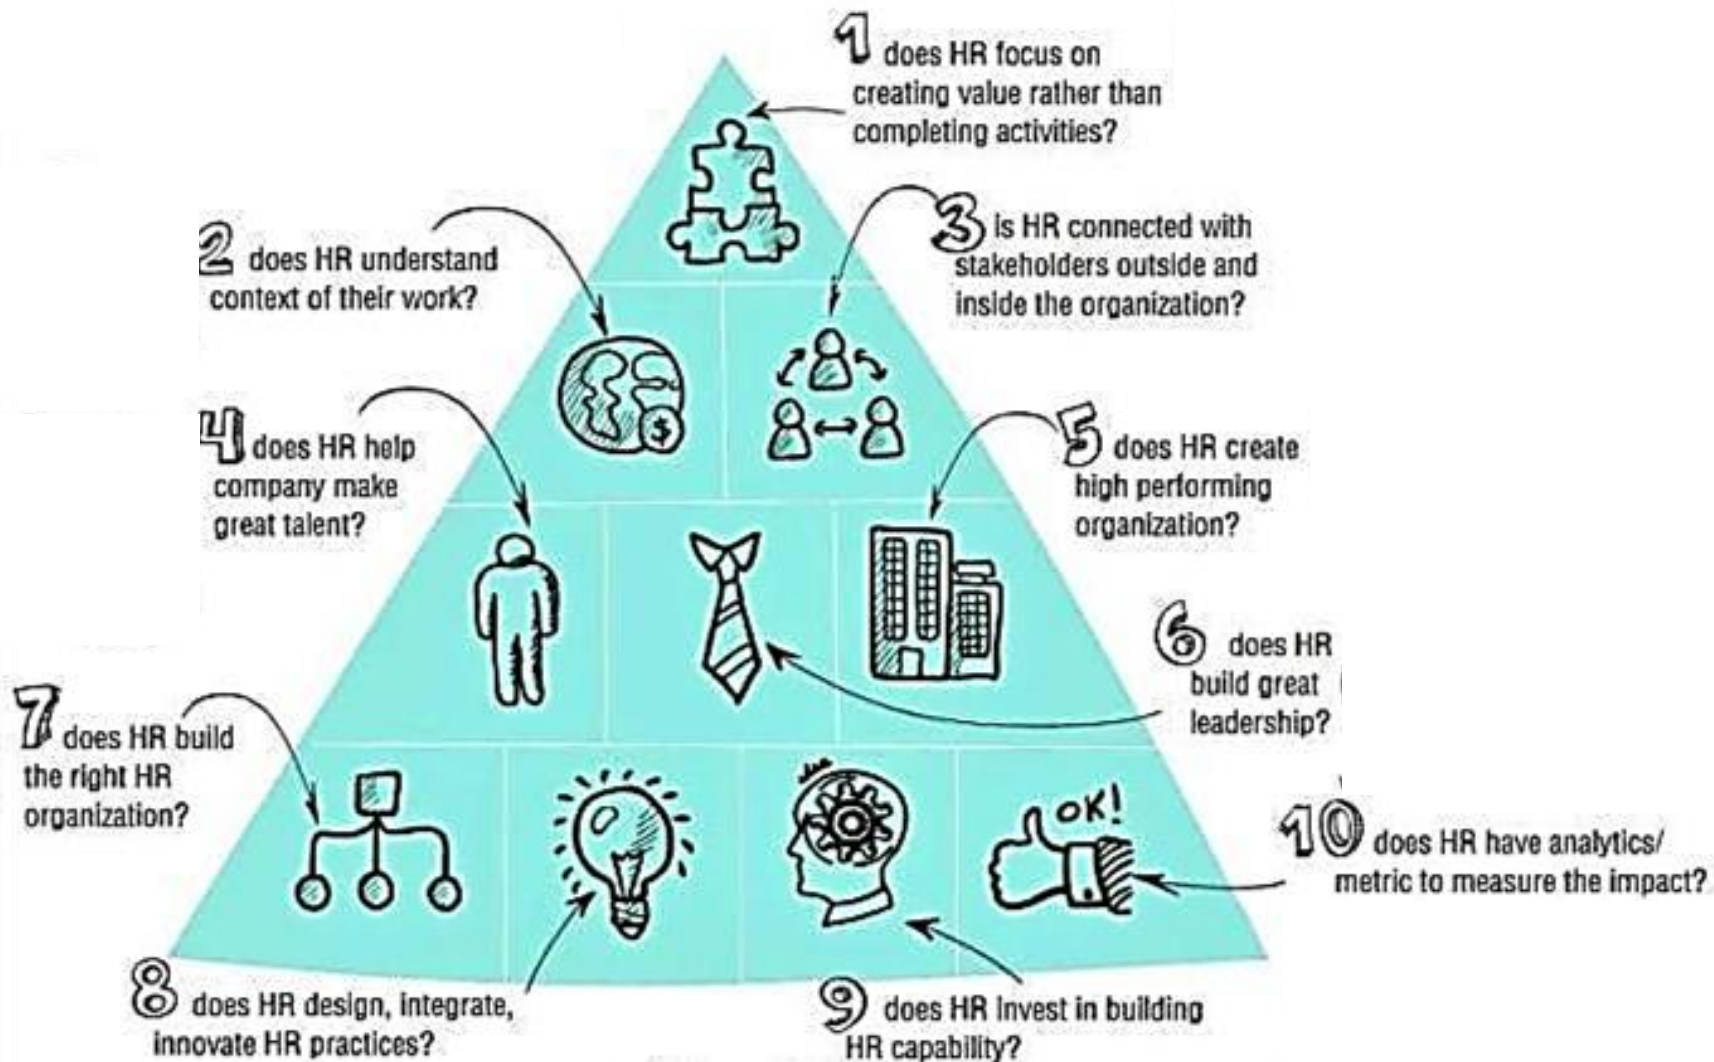 1 does HR focus on
creating value rather than
completing activities?
2 does HR understand
context of their work?
3 is HR connected with
stakeholders outside and
inside the organization?
$
4 does HR help
company make
great talent?
5 does HR create
high performing
organization?
6 does HR
build great
leadership?
7 does HR build
the right HR
organization?
OK!
10 does HR have analytics/
metric to measure the impact?
8 does HR design, integrate,
innovate HR practices?
9 does HR invest in building
HR capability?